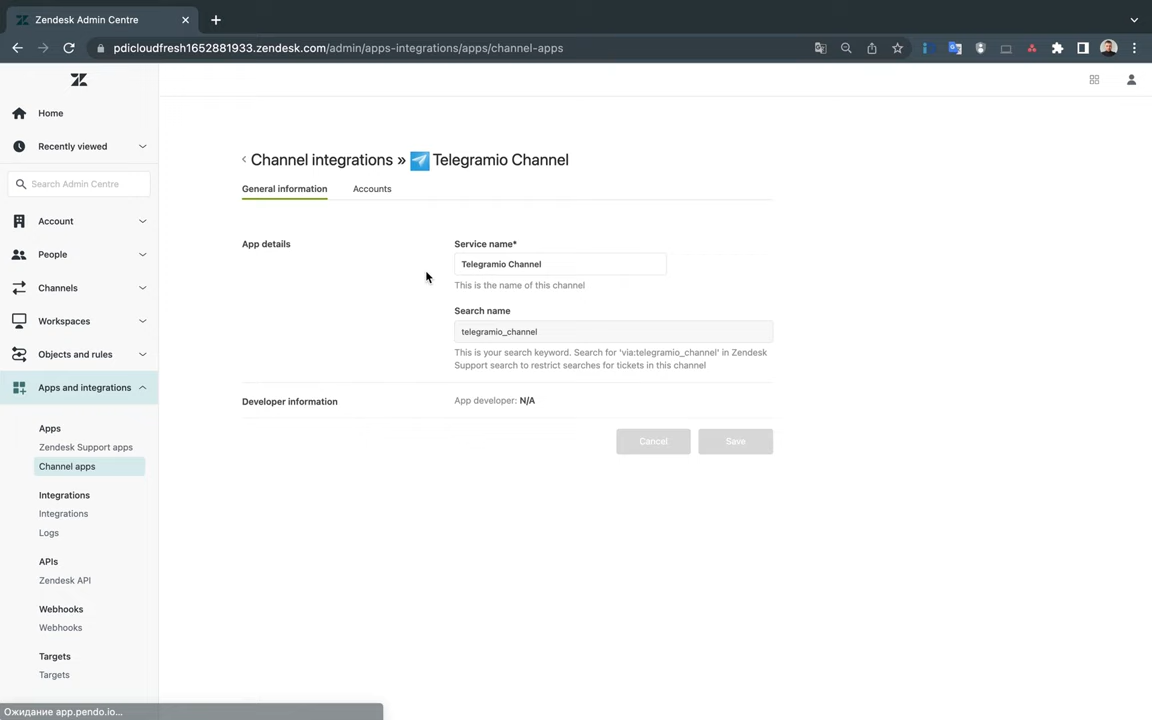 Zendesk Admin Centre
pdicloudfresh1652881933.zendesk.com/admin/apps-integrations/apps/channel-apps
Home
Recently viewed
Search Admin Centre
Account
People
Channels
Workspaces
Objects and rules
Apps and integrations
Apps
Zendesk Support apps
Channel apps
Integrations
Integrations
Logs
APIs
Zendesk API
Webhooks
Webhooks
Targets
Targets
Channel integrations » Telegramio Channel
General information
Accounts
App details
Service name*
Telegramio Channel
This is the name of this channel
Search name
telegramio_channel
This is your search keyword. Search for 'via:telegramio_channel' in Zendesk
Support search to restrict searches for tickets in this channel
Developer information
App developer: N/A
Cancel
Save
Ожидание app.pendo.io...